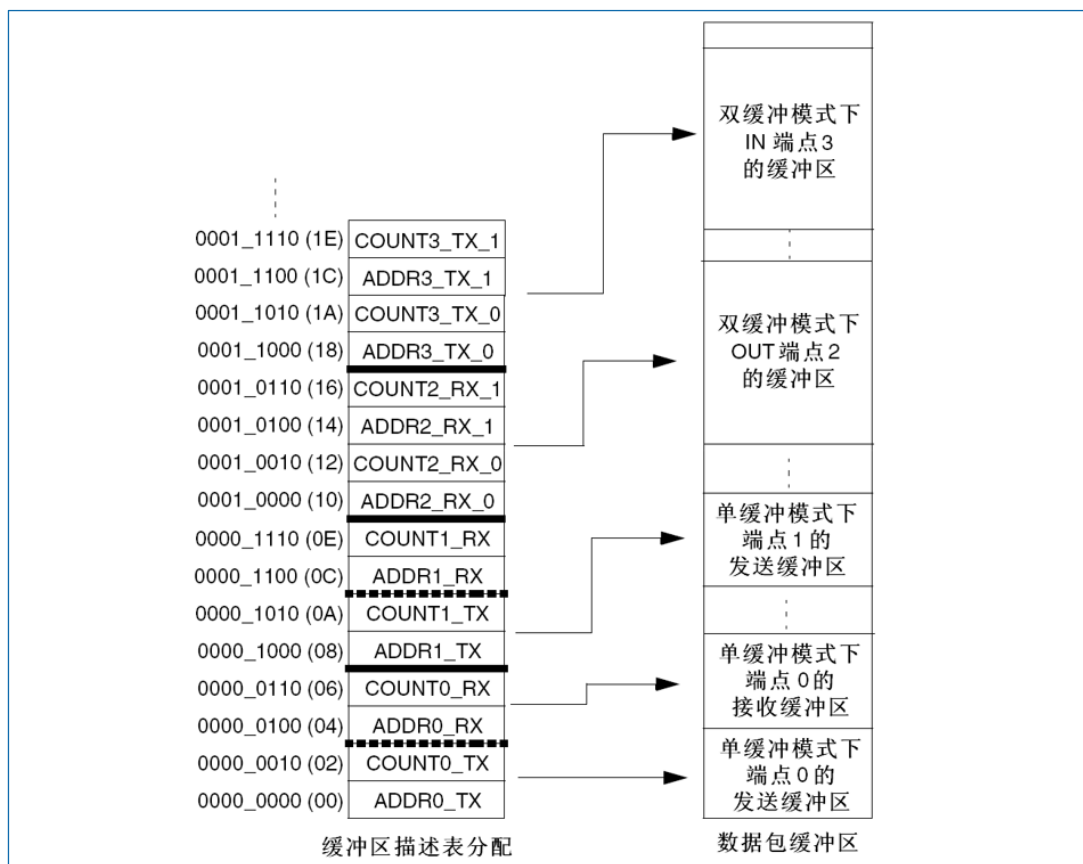 双缓冲模式下
IN 端点3
的缓冲区
0001_1110 (1E) COUNT3_TX_1
0001_1100 (1C) ADDR3_TX_1
0001_1010 (1A) COUNT3_TX_0
0001_1000 (18) ADDR3_TX_0
0001_0110 (16) COUNT2_RX_1
0001_0100 (14) ADDR2_RX_1
0001_0010 (12) COUNT2_RX_0
0001_0000 (10) ADDR2_RX_0
0000_1110 (0E) COUNT1_RX
0000_1100 (0C) ADDR1_RX
0000_1010 (0A) COUNT1_TX
0000_1000 (08) ADDR1_TX
0000_0110 (06) COUNT0_RX
0000_0100 (04) ADDR0_RX
0000_0010 (02) COUNT0_TX
0000_0000 (00) ADDR0_TX
双缓冲模式下
OUT 端点2
的缓冲区
单缓冲模式下
端点1的
发送缓冲区
单缓冲模式下
端点0的
接收缓冲区
单缓冲模式下
端点0的
发送缓冲区
缓冲区描述表分配
数据包缓冲区